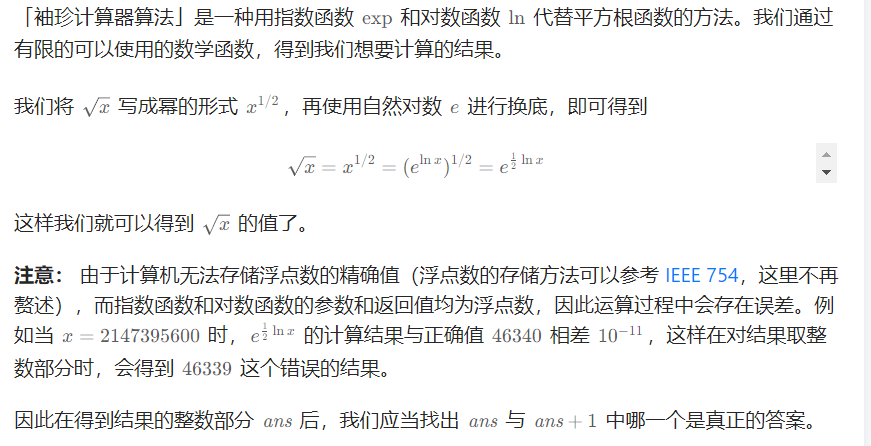 「袖珍计算器算法」是一种用指数函数 exp 和对数函数 ln 代替平方根函数的方法。我们通过
有限的可以使用的数学函数，得到我们想要计算的结果。
我们将 √x 写成幂的形式 x^{1/2}，再使用自然对数 e 进行换底，即可得到
√x = x^{1/2} = (e^{ln x})^{1/2} = e^{\frac{1}{2} ln x}
这样我们就可以得到 √x 的值了。
注意： 由于计算机无法存储浮点数的精确值（浮点数的存储方法可以参考 IEEE 754，这里不再
赘述），而指数函数和对数函数的参数和返回值均为浮点数，因此运算过程中会存在误差。例
如当 x = 2147395600 时，e^{\frac{1}{2} ln x} 的计算结果与正确值 46340 相差 10^{−11}，这样在对结果取整
数部分时，会得到 46339 这个错误的结果。
因此在得到结果的整数部分 ans 后，我们应当找出 ans 与 ans + 1 中哪一个是真正的答案。